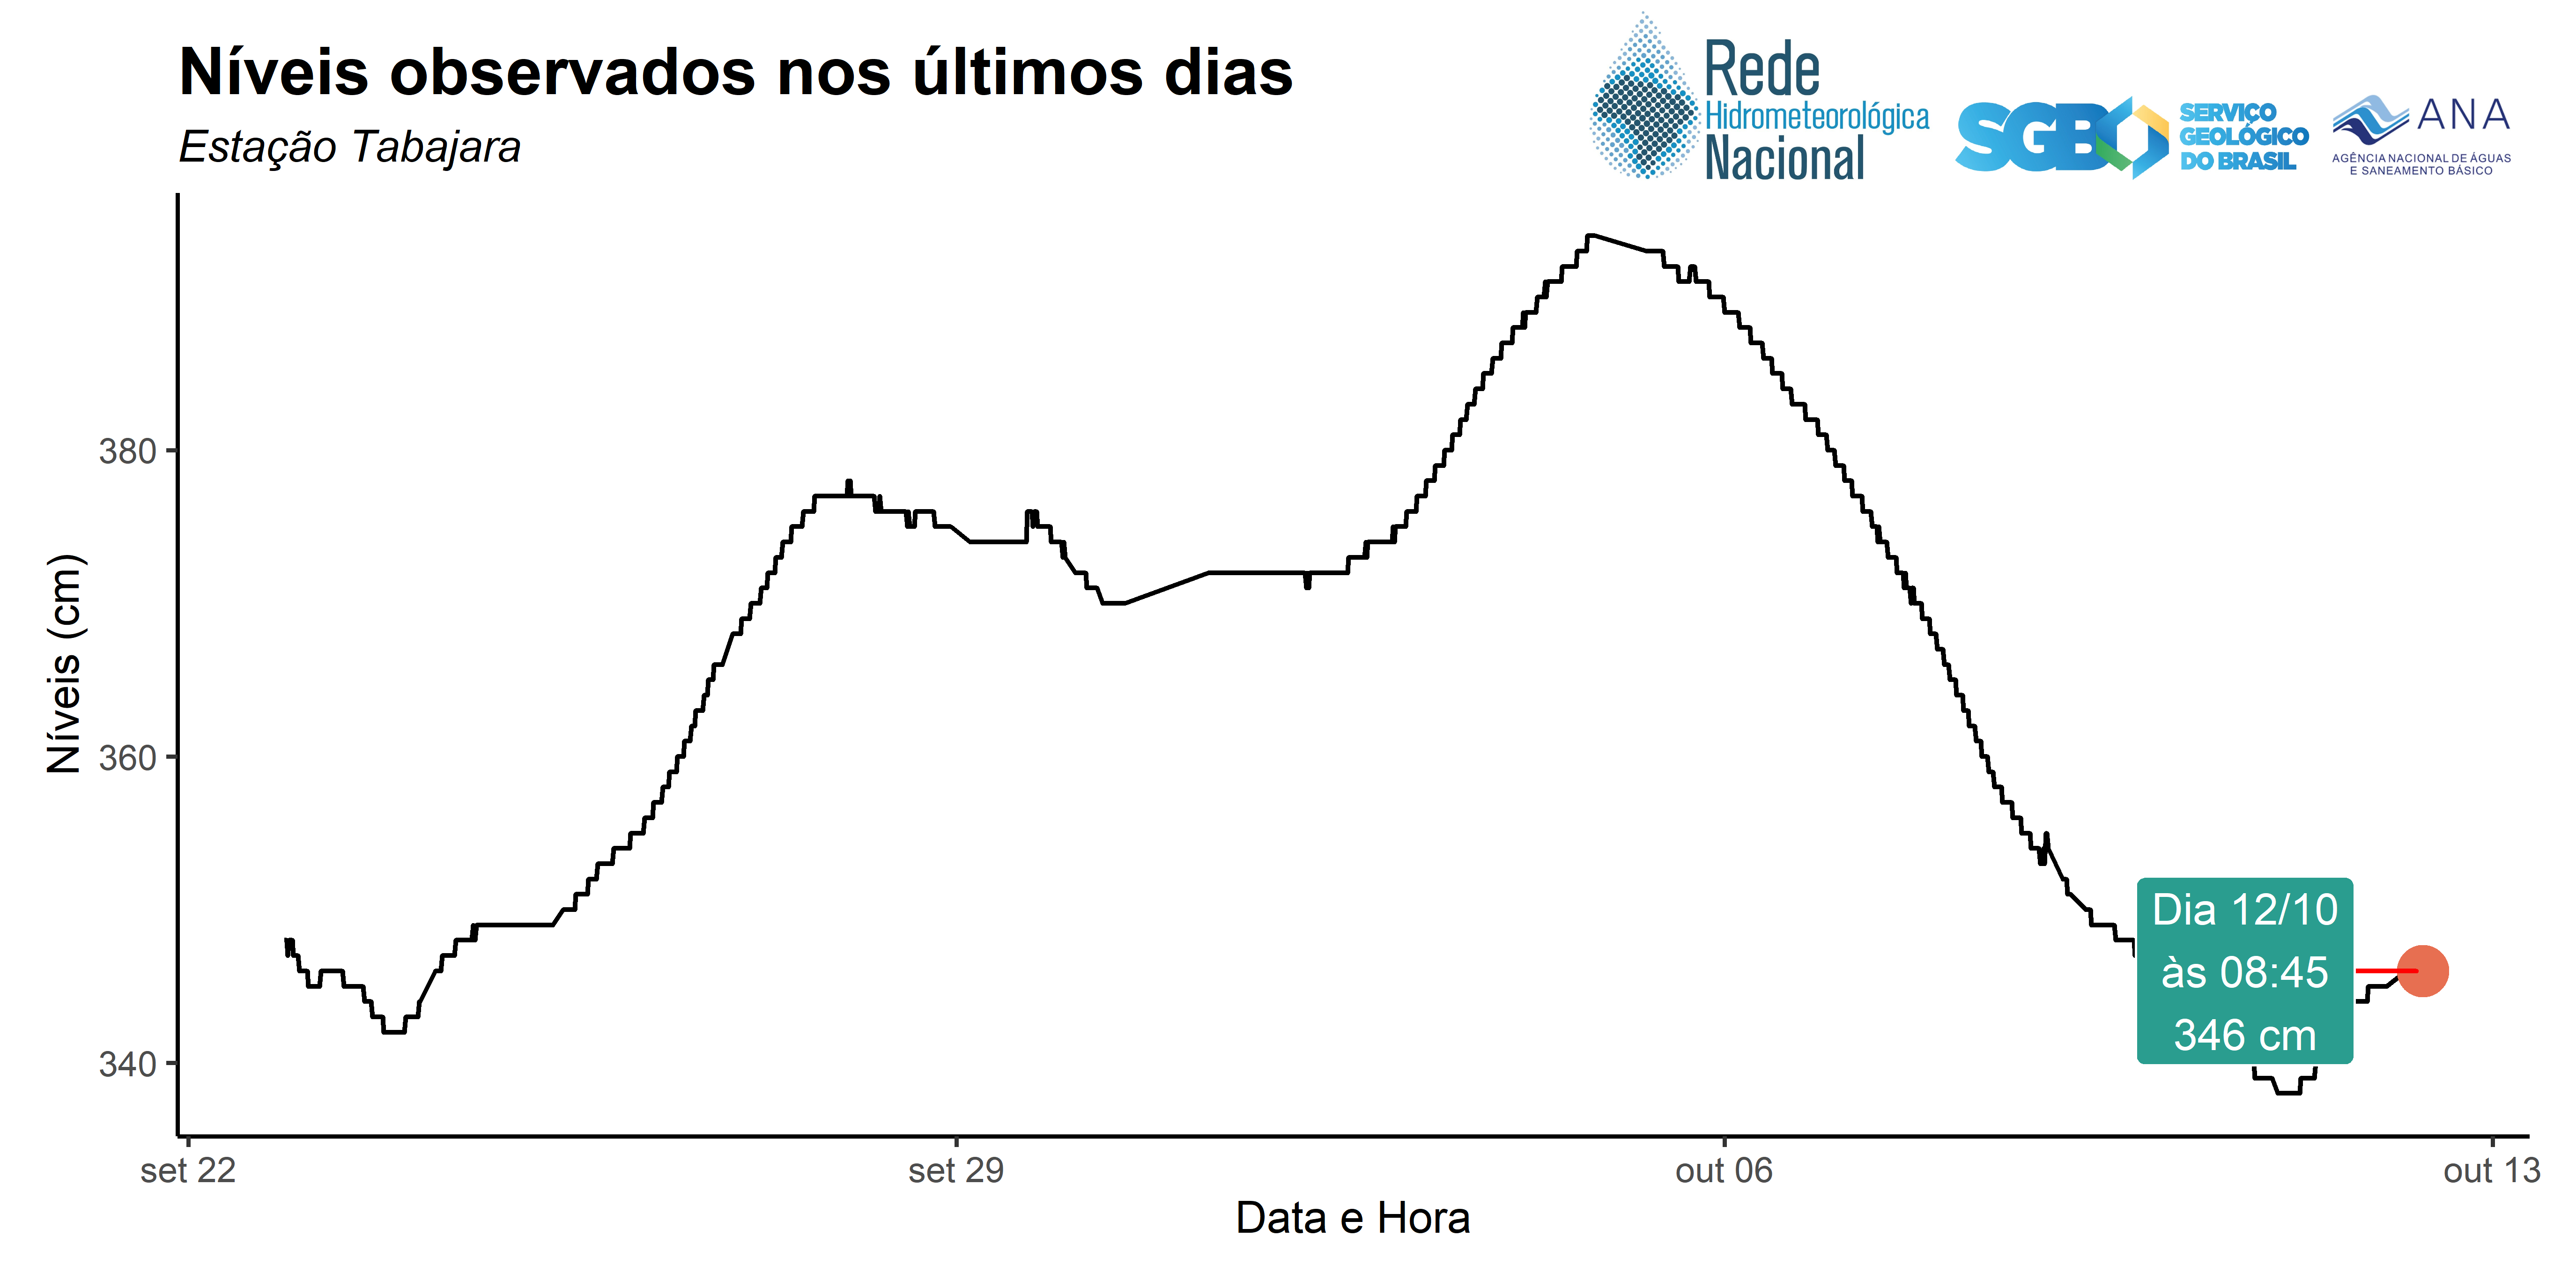 Níveis observados nos últimos dias
Estação Tabajara
Rede
Hidrometeorológica
Nacional
SGB
SERVIÇO
GEOLÓGICO
DO BRASIL
ANA
AGÊNCIA NACIONAL DE ÁGUAS
E SANEAMENTO BÁSICO
Níveis (cm)
380
360
340
Dia 12/10
às 08:45
346 cm
set 22
set 29
out 06
out 13
Data e Hora